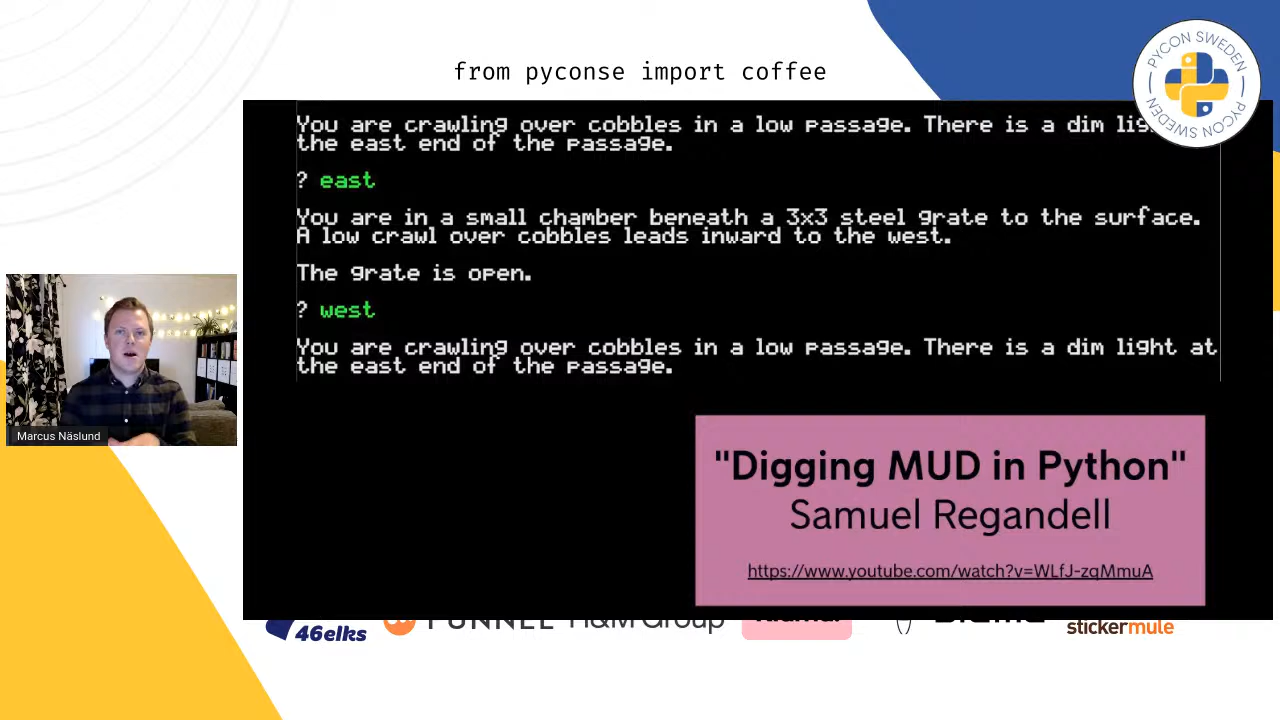 from pyconse import coffee
PYCON SWEDEN
PYCON SWEDEN
You are crawling over cobbles in a low passage. There is a dim
the east end of the passage.
? east
You are in a small chamber beneath a 3x3 steel grate to the surface.
A low crawl over cobbles leads inward to the west.
The grate is open.
? west
You are crawling over cobbles in a low passage. There is a dim light at
the east end of the passage.
Marcus Näslund
"Digging MUD in Python"
Samuel Regandell
https://www.youtube.com/watch?v=WLfJ-zqMmuA
46elks
FUNNEL
H&M Group
stickermule